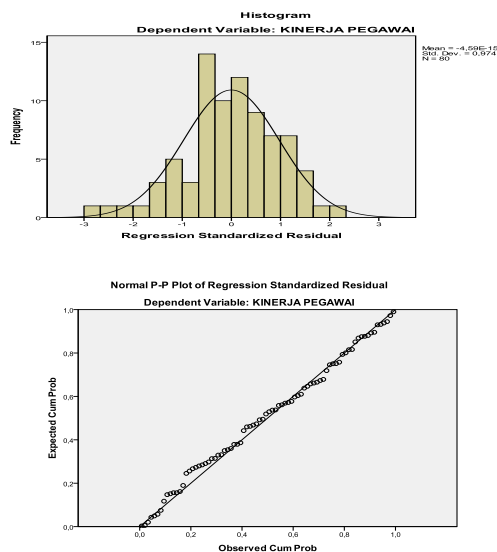 Histogram
Dependent Variable: KINERJA PEGAWAI
Mean = -4,59E-15
Std. Dev. = 0,974
N = 80
15
10
5
0
Frequency
-3 -2 -1 0 1 2 3
Regression Standardized Residual
Normal P-P Plot of Regression Standardized Residual
Dependent Variable: KINERJA PEGAWAI
1,0
0,8
0,6
0,4
0,2
0,0
Expected Cum Prob
0,0 0,2 0,4 0,6 0,8 1,0
Observed Cum Prob